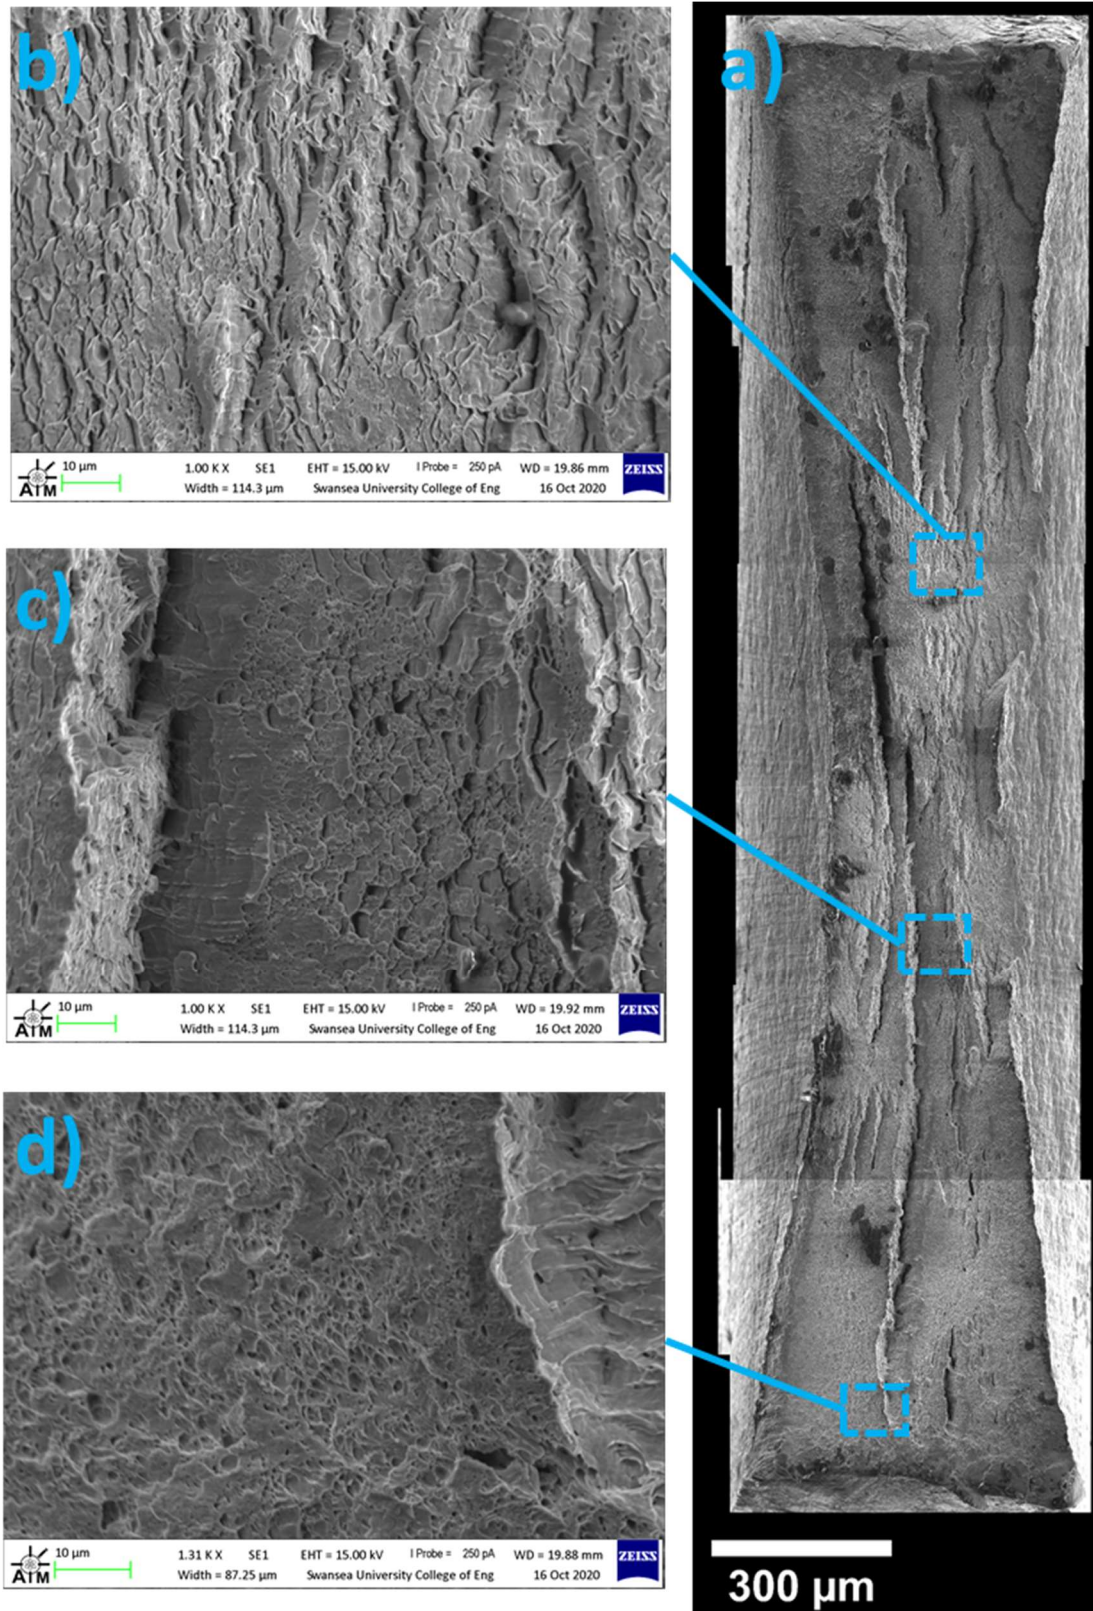 b)
10 µm
1.00 K X SE1 EHT = 15.00 kV I Probe = 250 pA WD = 19.86 mm
Width = 114.3 µm Swansea University College of Eng 16 Oct 2020
AIM
ZEISS
c)
10 µm
1.00 K X SE1 EHT = 15.00 kV I Probe = 250 pA WD = 19.92 mm
Width = 114.3 µm Swansea University College of Eng 16 Oct 2020
AIM
ZEISS
d)
10 µm
1.31 K X SE1 EHT = 15.00 kV I Probe = 250 pA WD = 19.88 mm
Width = 87.25 µm Swansea University College of Eng 16 Oct 2020
AIM
ZEISS
a)
300 µm